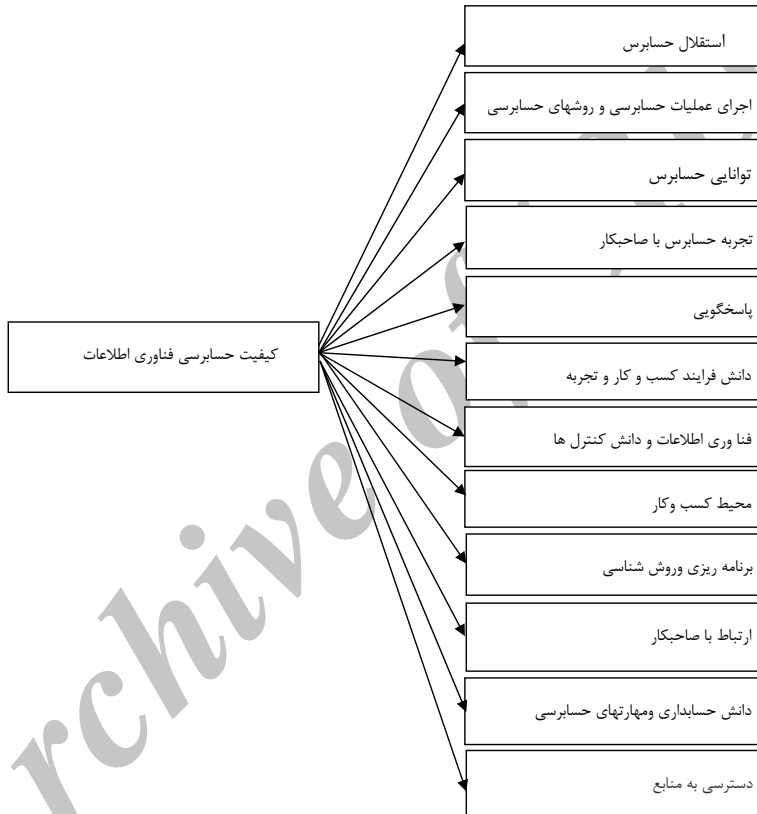 استقلال حسابرس
اجرای عملیات حسابرسی و روشهای حسابرسی
توانایی حسابرس
تجربه حسابرس با صاحبکار
پاسخگویی
کیفیت حسابرسی فناوری اطلاعات
دانش فرایند کسب و کار و تجربه
فنا وری اطلاعات و دانش کنترل ها
محیط کسب وکار
برنامه ریزی وروش شناسی
ارتباط با صاحبکار
دانش حسابداری ومهارتهای حسابرسی
دسترسی به منابع
rchive of